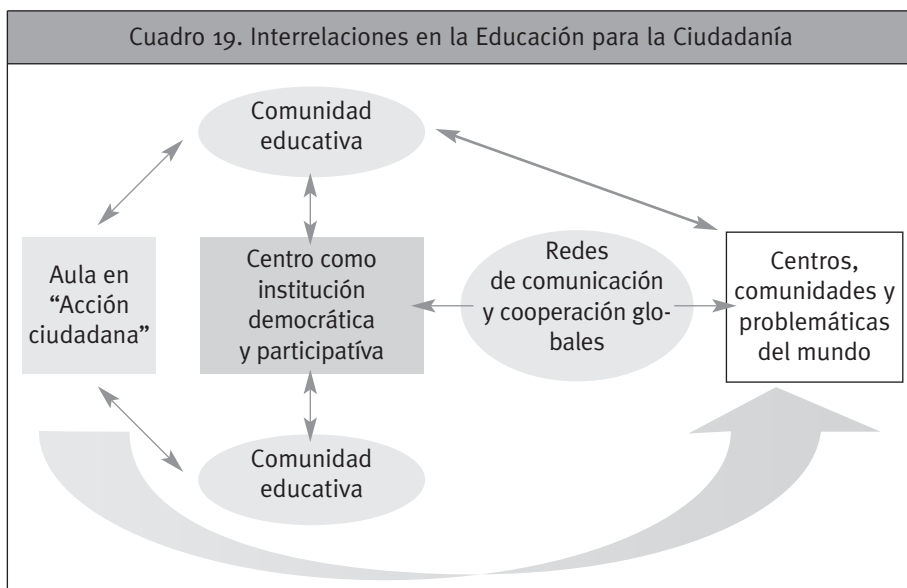 Cuadro 19. Interrelaciones en la Educación para la Ciudadanía
Comunidad
educativa
Aula en
“Acción
ciudadana”
Centro como
institución
democrática
y participatíva
Redes
de comunicación
y cooperación glo-
bales
Centros,
comunidades y
problemáticas
del mundo
Comunidad
educativa